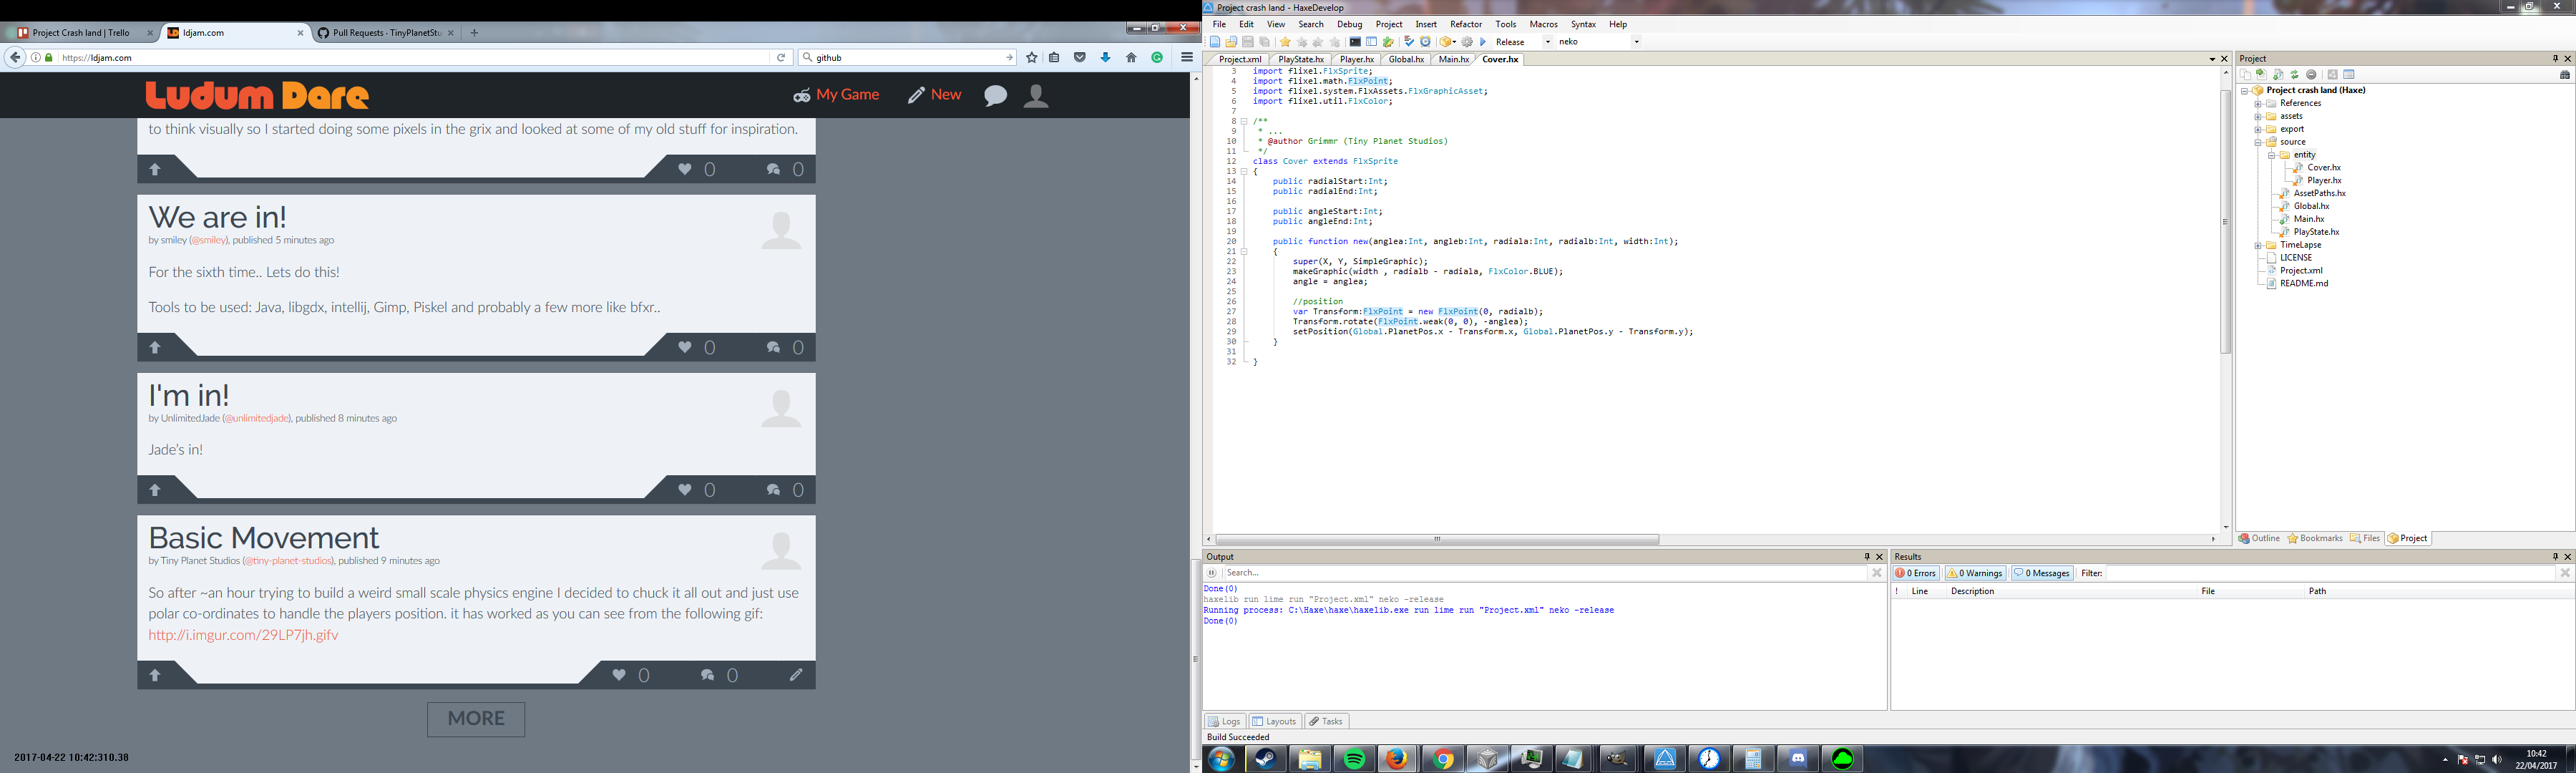 Project Crash land | Trello
ldjam.com
Pull Requests · TinyPlanetStu
https://ldjam.com
github
Ludum Dare
My Game
New
to think visually so I started doing some pixels in the grix and looked at some of my old stuff for inspiration.
0 0
We are in!
by smiley (@smiley), published 5 minutes ago
For the sixth time.. Lets do this!
Tools to be used: Java, libgdx, intellij, Gimp, Piskel and probably a few more like bfxr..
0 0
I'm in!
by UnlimitedJade (@unlimitedjade), published 8 minutes ago
Jade's in!
0 0
Basic Movement
by Tiny Planet Studios (@tiny-planet-studios), published 9 minutes ago
So after ~an hour trying to build a weird small scale physics engine I decided to chuck it all out and just use
polar co-ordinates to handle the players position. it has worked as you can see from the following gif:
http://i.imgur.com/29LP7jh.gifv
0 0
MORE
2017-04-22 10:42:310.38
Project crash land - HaxeDevelop
File Edit View Search Debug Project Insert Refactor Tools Macros Syntax Help
Release neko
Project.xml PlayState.hx Player.hx Global.hx Main.hx Cover.hx
3 import flixel.FlxSprite;
4 import flixel.math.FlxPoint;
5 import flixel.system.FlxAssets.FlxGraphicAsset;
6 import flixel.util.FlxColor;
7
8 /**
9 * ...
10 * @author Grimmr (Tiny Planet Studios)
11 */
12 class Cover extends FlxSprite
13 {
14 public radialStart:Int;
15 public radialEnd:Int;
16
17 public angleStart:Int;
18 public angleEnd:Int;
19
20 public function new(anglea:Int, angleb:Int, radiala:Int, radialb:Int, width:Int);
21 {
22 super(X, Y, SimpleGraphic);
23 makeGraphic(width , radialb - radiala, FlxColor.BLUE);
24 angle = anglea;
25
26 //position
27 var Transform:FlxPoint = new FlxPoint(0, radialb);
28 Transform.rotate(FlxPoint.weak(0, 0), -anglea);
29 setPosition(Global.PlanetPos.x - Transform.x, Global.PlanetPos.y - Transform.y);
30 }
31
32 }
Project
Project crash land (Haxe)
References
assets
export
source
entity
Cover.hx
Player.hx
AssetPaths.hx
Global.hx
Main.hx
PlayState.hx
TimeLapse
LICENSE
Project.xml
README.md
Outline Bookmarks Files Project
Output
Search...
Done(0)
haxelib run lime run "Project.xml" neko -release
Running process: C:\Haxe\haxe\haxelib.exe run lime run "Project.xml" neko -release
Done(0)
Logs Layouts Tasks
Build Succeeded
Results
0 Errors 0 Warnings 0 Messages Filter:
! Line Description File Path
10:42
22/04/2017